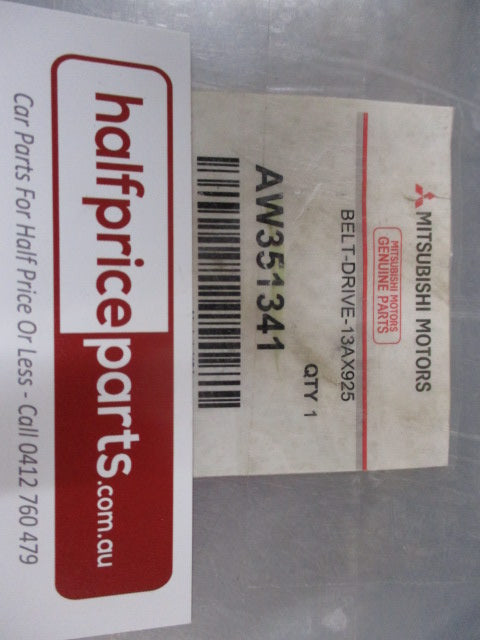 MITSUBISHI MOTORS
MITSUBISHI MOTORS
GENUINE PARTS
BELT-DRIVE-13AX925
QTY 1
AW351341
halfpriceparts.com.au
Car Parts For Half Price Or Less - Call 0412 760 479